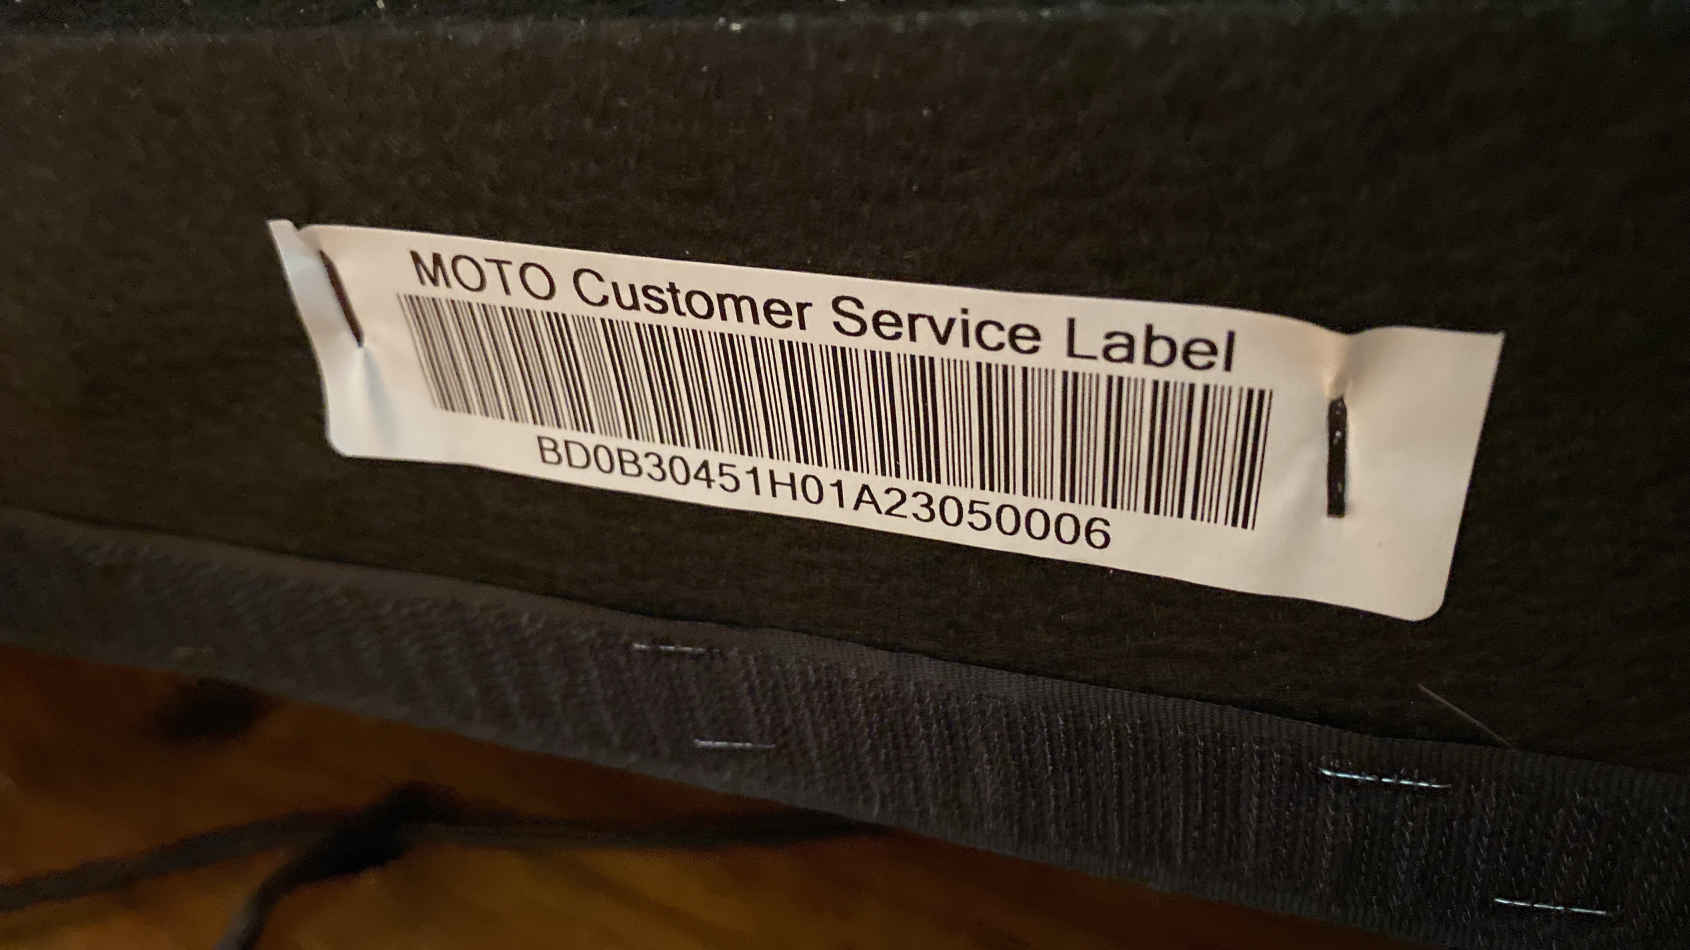 MOTO Customer Service Label
BD0B30451H01A23050006